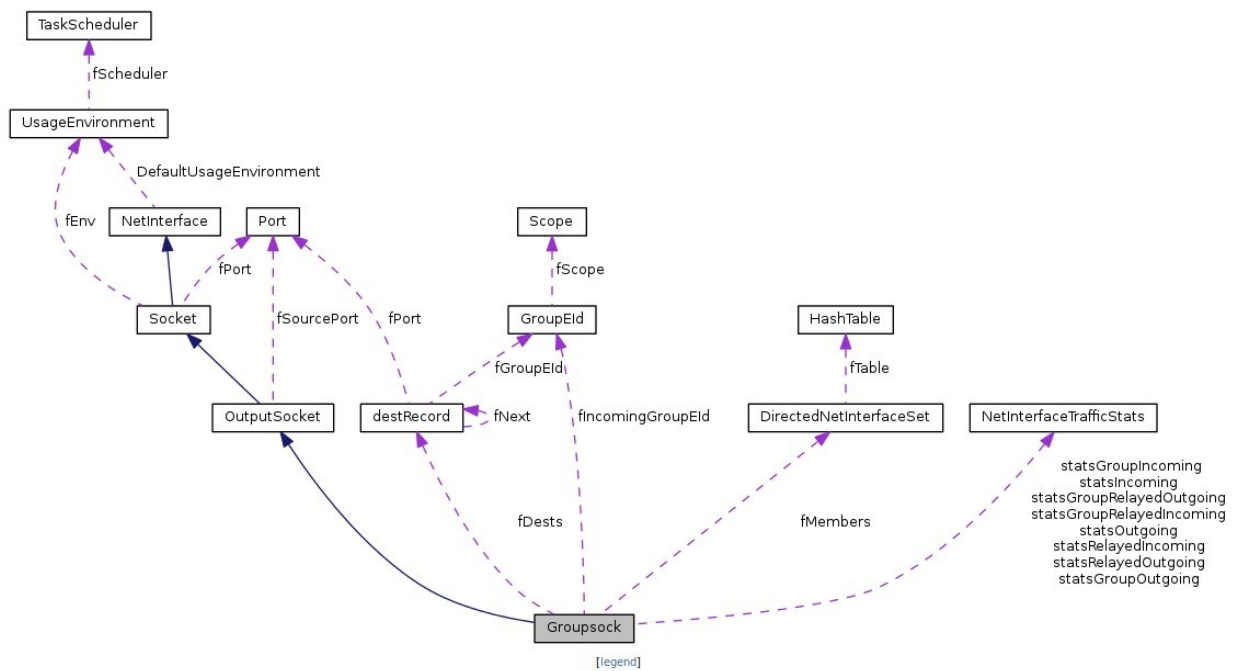 TaskScheduler
fScheduler
UsageEnvironment
DefaultUsageEnvironment
fEnv
NetInterface
Port
Scope
fPort
fScope
Socket
fSourcePort
fPort
GroupEId
HashTable
fGroupEId
fTable
OutputSocket
destRecord
fNext
fIncomingGroupEId
DirectedNetInterfaceSet
NetInterfaceTrafficStats
fDests
fMembers
statsGroupIncoming
statsIncoming
statsGroupRelayedOutgoing
statsGroupRelayedIncoming
statsOutgoing
statsRelayedIncoming
statsRelayedOutgoing
statsGroupOutgoing
Groupsock
[legend]